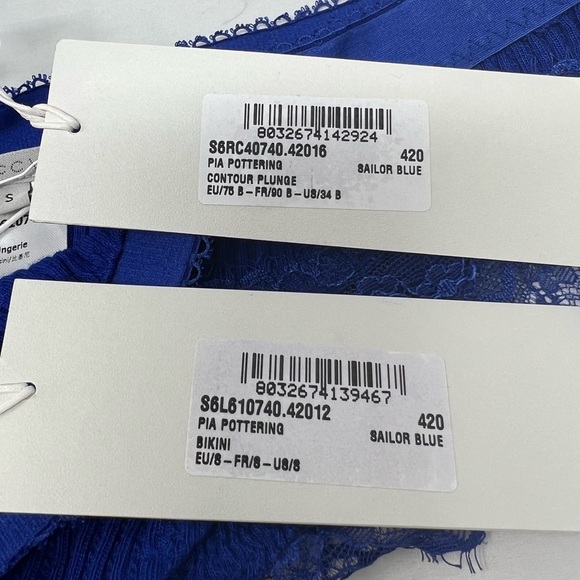 8032674142924
S6RC40740.42016 420
PIA POTTERING SAILOR BLUE
CONTOUR PLUNGE
EU/75 B – FR/90 B – US/34 B
S
ingerie
8032674139467
S6L610740.42012 420
PIA POTTERING SAILOR BLUE
BIKINI
EU/S – FR/S – US/S